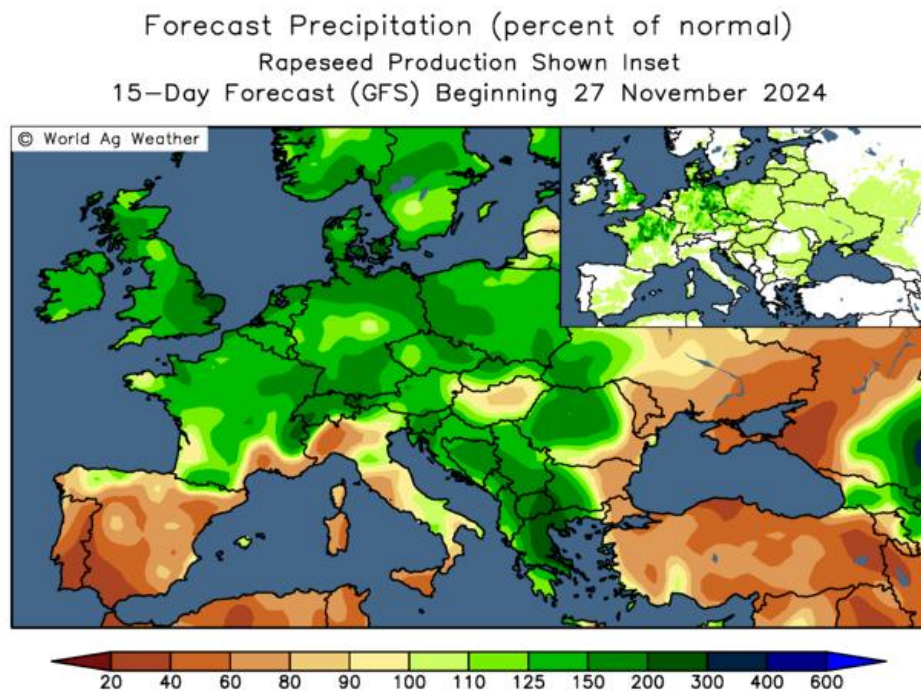 Forecast Precipitation (percent of normal)
Rapeseed Production Shown Inset
15-Day Forecast (GFS) Beginning 27 November 2024
© World Ag Weather
20 40 60 80 90 100 110 125 150 200 300 400 600